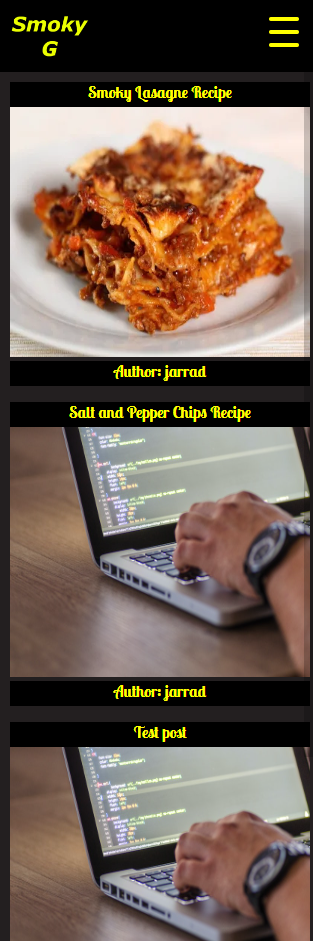 Smoky
G
Smoky Lasagne Recipe
Author: jarrad
Salt and Pepper Chips Recipe
Author: jarrad
Test post